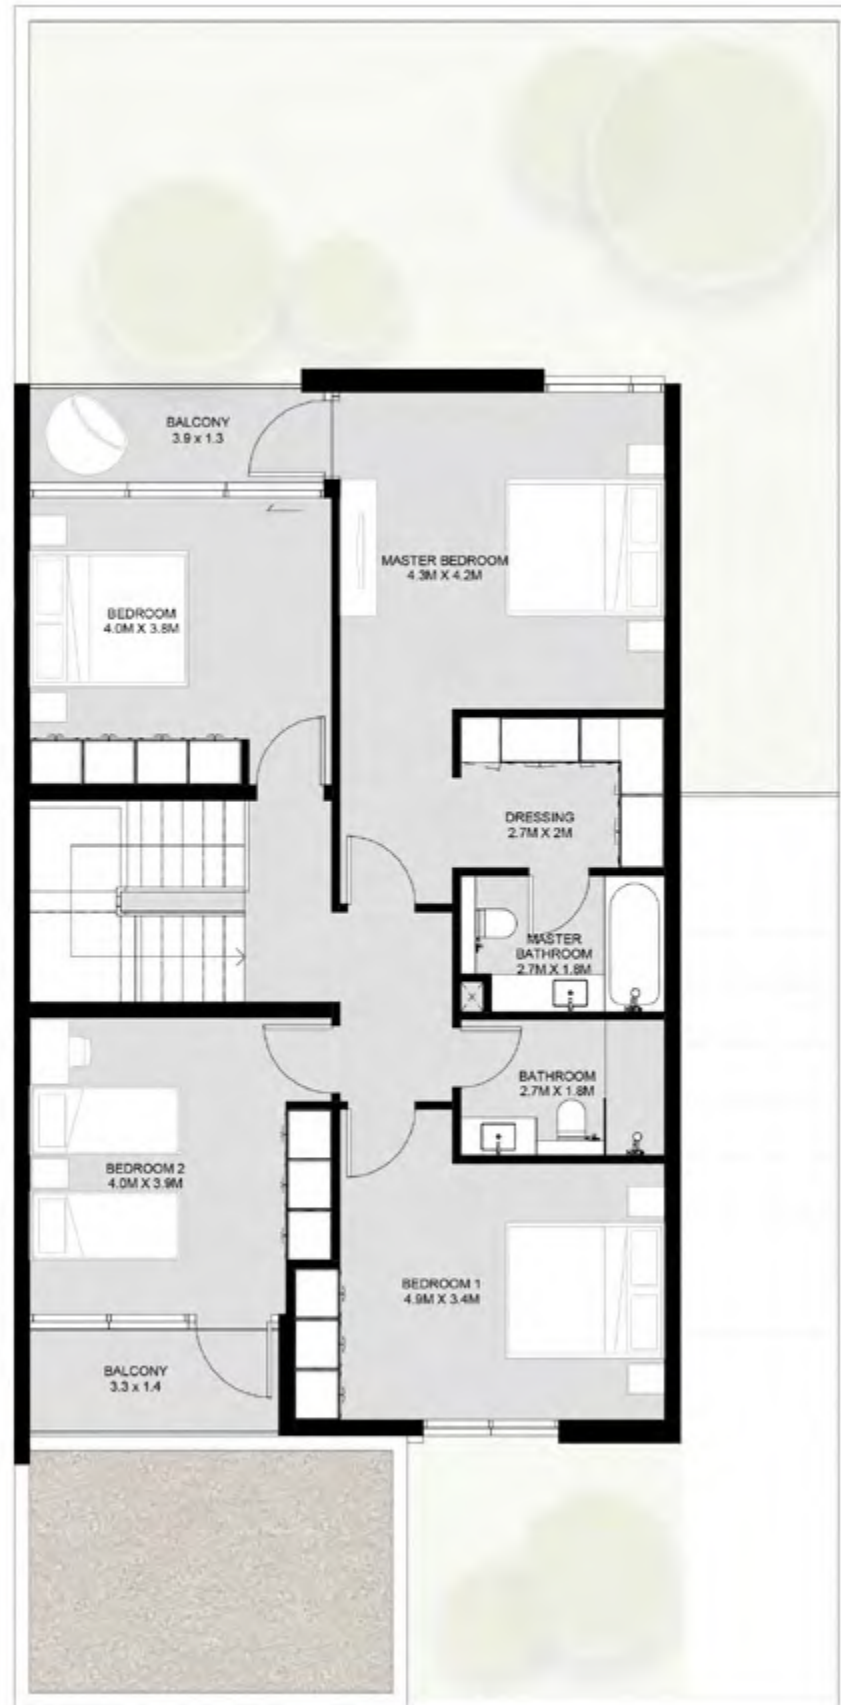 BALCONY
3.9 x 1.3
MASTER BEDROOM
4.3M X 4.2M
BEDROOM
4.0M X 3.8M
DRESSING
2.7M X 2M
MASTER
BATHROOM
2.7M X 1.8M
BATHROOM
2.7M X 1.8M
BEDROOM 2
4.0M X 3.9M
BEDROOM 1
4.9M X 3.4M
BALCONY
3.3 x 1.4